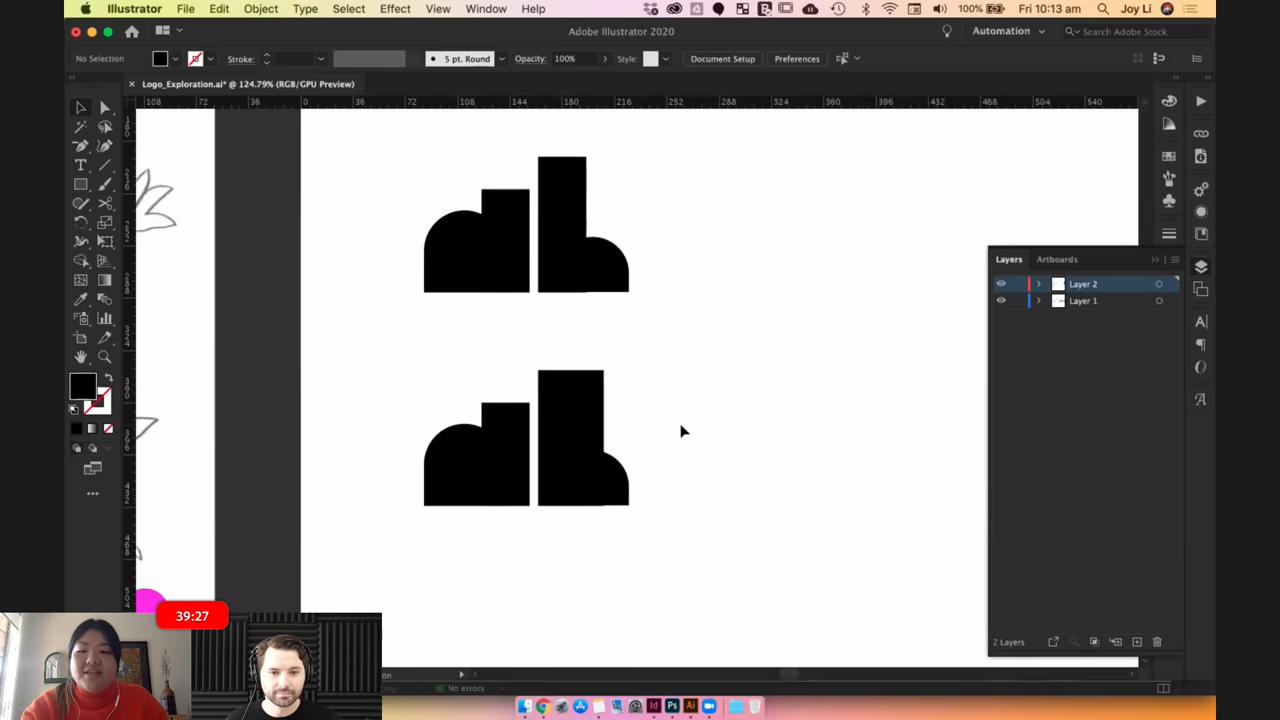 Illustrator File Edit Object Type Select Effect View Window Help 100% Fri 10:13 am Joy Li
Adobe Illustrator 2020 Automation Search Adobe Stock
No Selection Stroke: 5 pt. Round Opacity: 100% Style: Document Setup Preferences
× Logo_Exploration.ai* @ 124.79% (RGB/GPU Preview)
108 72 36 0 36 72 108 144 180 216 252 288 324 360 396 432 468 504 540
Layers Artboards
Layer 2
Layer 1
2 Layers
39:27
No errors